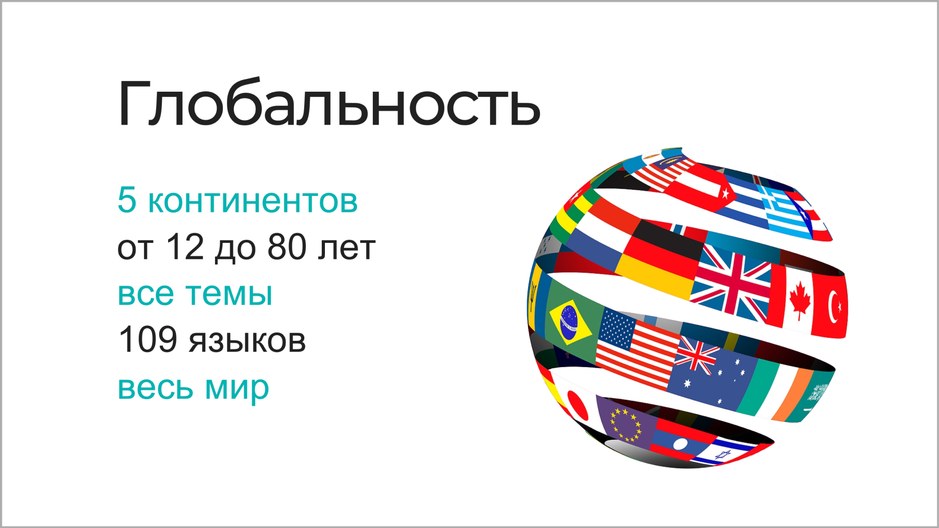 Глобальность
5 континентов
от 12 до 80 лет
все темы
109 языков
весь мир